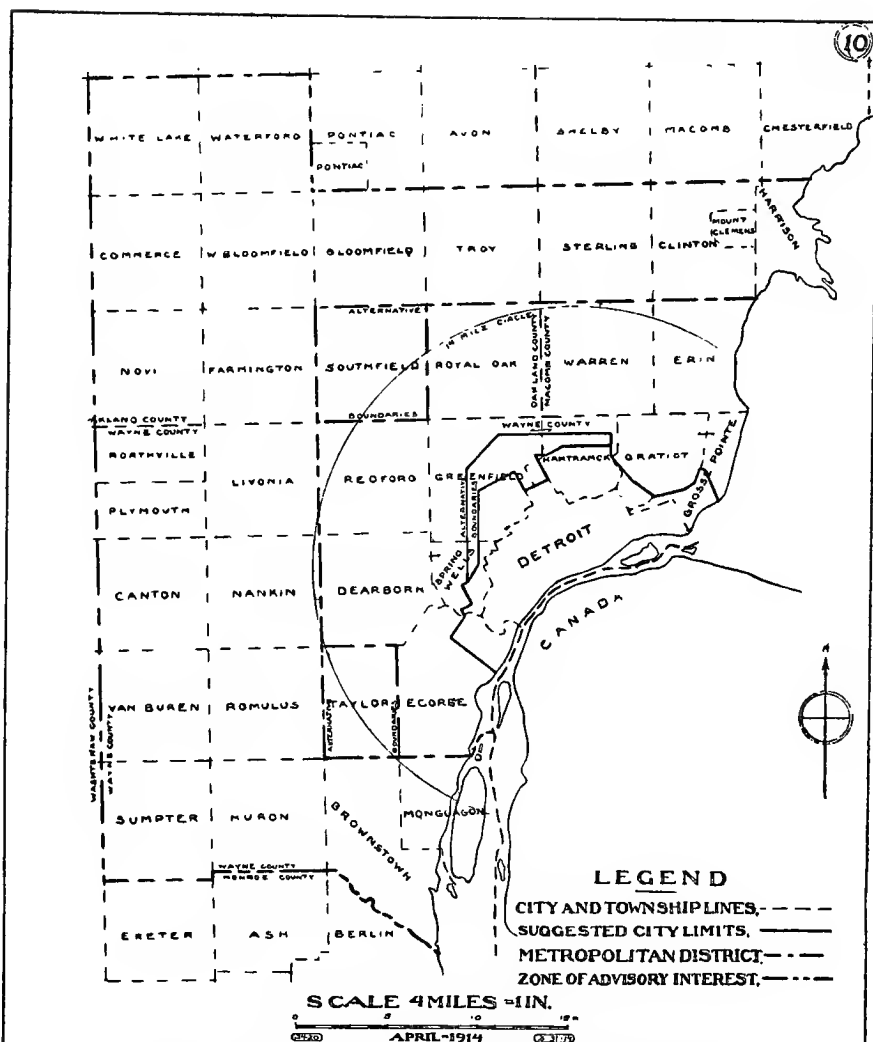 10
WHITE LAKE WATERFORD PONTIAC AVON SHELBY MACOMB CHESTERFIELD
PONTIAC
HARRISON
MOUNT CLEMENS
COMMERCE W BLOOMFIELD BLOOMFIELD TROY STERLING CLINTON
ALTERNATIVE
14 MILE CIRCLE
OAKLAND COUNTY
MACOMB COUNTY
NOVI FARMINGTON SOUTHFIELD ROYAL OAK WARREN ERIN
BOUNDARIES
KLAND COUNTY
WAYNE COUNTY
WAYNE COUNTY
NORTHVILLE
HAMTRAMCK GRATIOT
GROSSE POINTE
LIVONIA REDFORD GREENFIELD
ALTERNATIVE
BOUNDARIES
PLYMOUTH
DETROIT
SPRING WELLS
CANTON NANKIN DEARBORN
CANADA
N
WASHTENAW COUNTY
WAYNE COUNTY
VAN BUREN ROMULUS TAYLOR ECORSE
ALTERNATIVE
BOUNDARIES
SUMPTER HURON
BROWNSTOWN
MONGUAGON
WAYNE COUNTY
MONROE COUNTY
EXETER ASH BERLIN
LEGEND
CITY AND TOWNSHIP LINES,
SUGGESTED CITY LIMITS,
METROPOLITAN DISTRICT,
ZONE OF ADVISORY INTEREST,
SCALE 4 MILES = 1 IN.
0 5 10 15 M
APRIL-1914